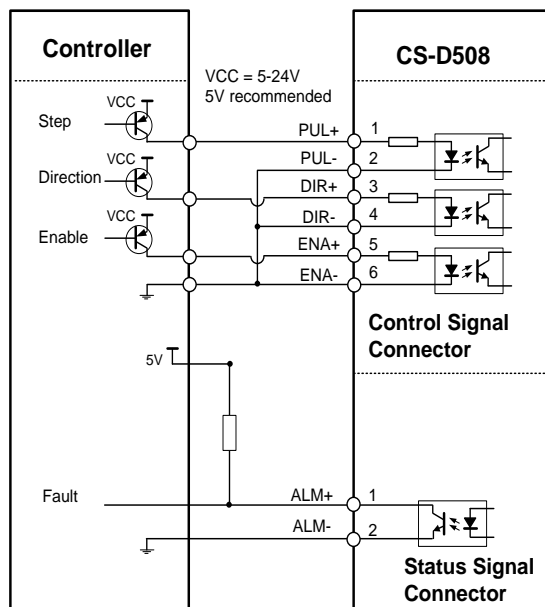 Controller
CS-D508
VCC = 5-24V
5V recommended
VCC
Step
PUL+
1
VCC
PUL-
2
Direction
DIR+
3
VCC
DIR-
4
Enable
ENA+
5
ENA-
6
Control Signal
Connector
5V
Fault
ALM+
1
ALM-
2
Status Signal
Connector